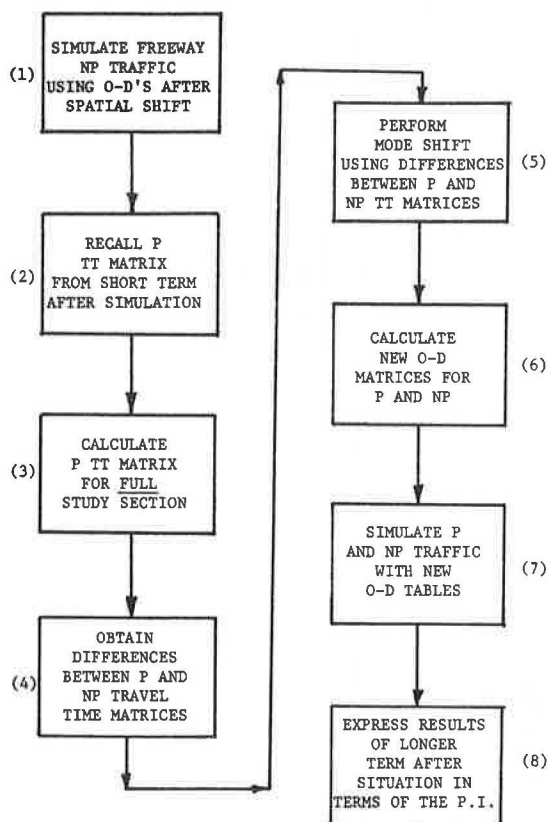 (1)
SIMULATE FREEWAY
NP TRAFFIC
USING O-D'S AFTER
SPATIAL SHIFT
(2)
RECALL P
TT MATRIX
FROM SHORT TERM
AFTER SIMULATION
(3)
CALCULATE
P TT MATRIX
FOR FULL
STUDY SECTION
(4)
OBTAIN
DIFFERENCES
BETWEEN P AND
NP TRAVEL
TIME MATRICES
PERFORM
MODE SHIFT
USING DIFFERENCES
BETWEEN P AND
NP TT MATRICES
(5)
CALCULATE
NEW O-D
MATRICES FOR
P AND NP
(6)
SIMULATE P
AND NP TRAFFIC
WITH NEW
O-D TABLES
(7)
EXPRESS RESULTS
OF LONGER
TERM AFTER
SITUATION IN
TERMS OF THE P.I.
(8)